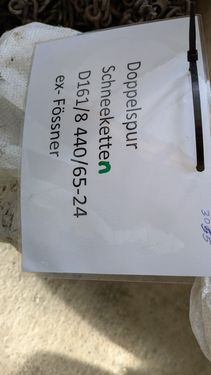 Doppelspur
Schneeketten
D161/8 440/65-24
ex- Fössner
3095